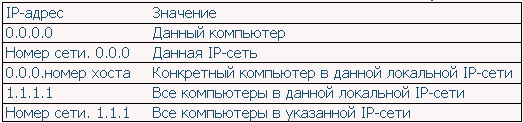 IP-адрес Значение
0.0.0.0 Данный компьютер
Номер сети. 0.0.0 Данная IP-сеть
0.0.0.номер хоста Конкретный компьютер в данной локальной IP-сети
1.1.1.1 Все компьютеры в данной локальной IP-сети
Номер сети. 1.1.1 Все компьютеры в указанной IP-сети